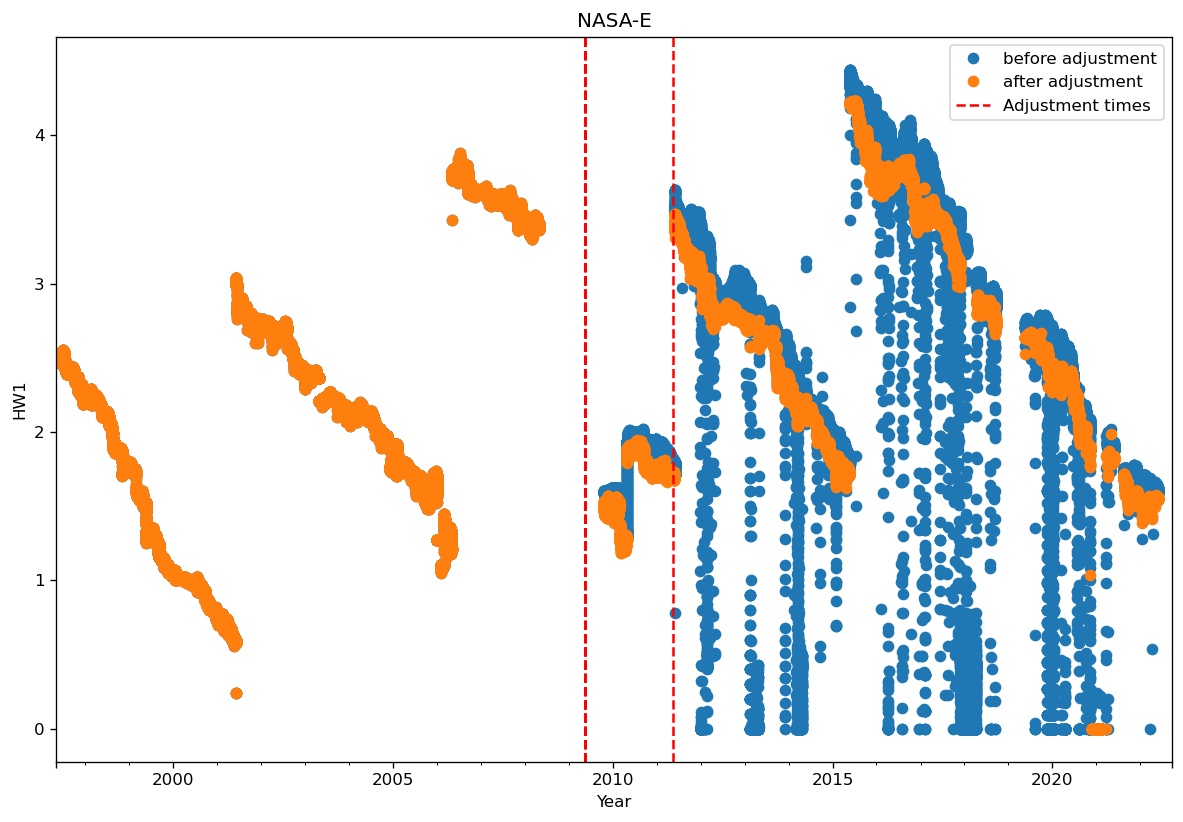 NASA-E
before adjustment
after adjustment
Adjustment times
HW1
4
3
2
1
0
2000 2005 2010 2015 2020
Year